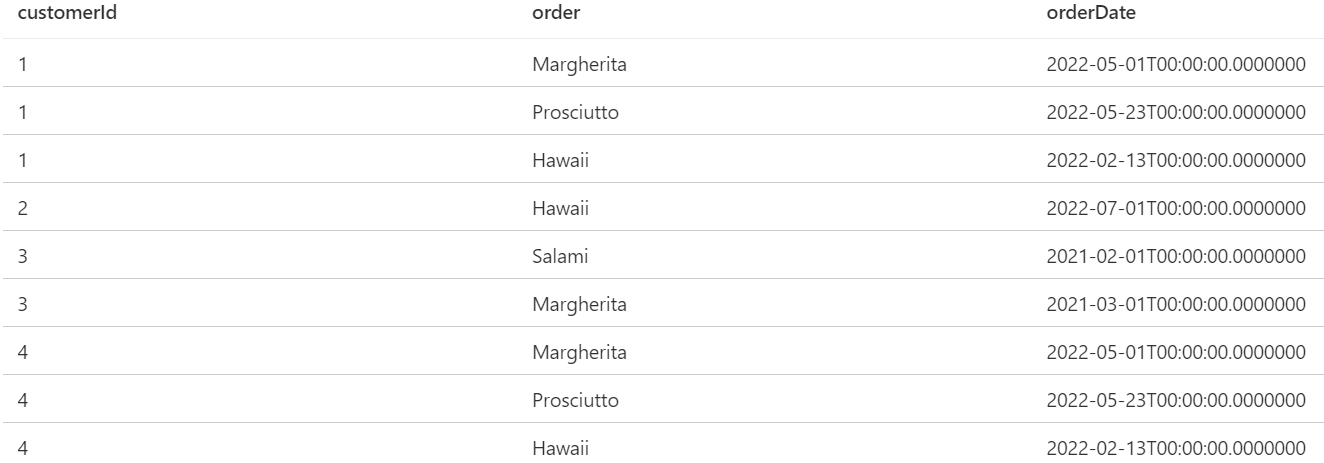 customerId order orderDate
1 Margherita 2022-05-01T00:00:00.0000000
1 Prosciutto 2022-05-23T00:00:00.0000000
1 Hawaii 2022-02-13T00:00:00.0000000
2 Hawaii 2022-07-01T00:00:00.0000000
3 Salami 2021-02-01T00:00:00.0000000
3 Margherita 2021-03-01T00:00:00.0000000
4 Margherita 2022-05-01T00:00:00.0000000
4 Prosciutto 2022-05-23T00:00:00.0000000
4 Hawaii 2022-02-13T00:00:00.0000000